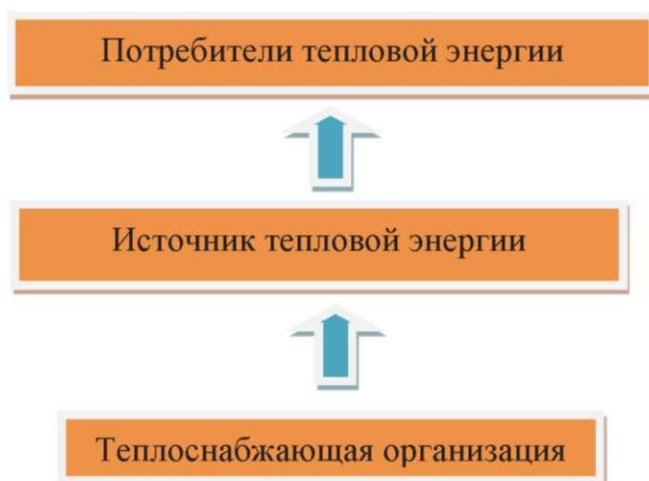 Потребители тепловой энергии
Источник тепловой энергии
Теплоснабжающая организация